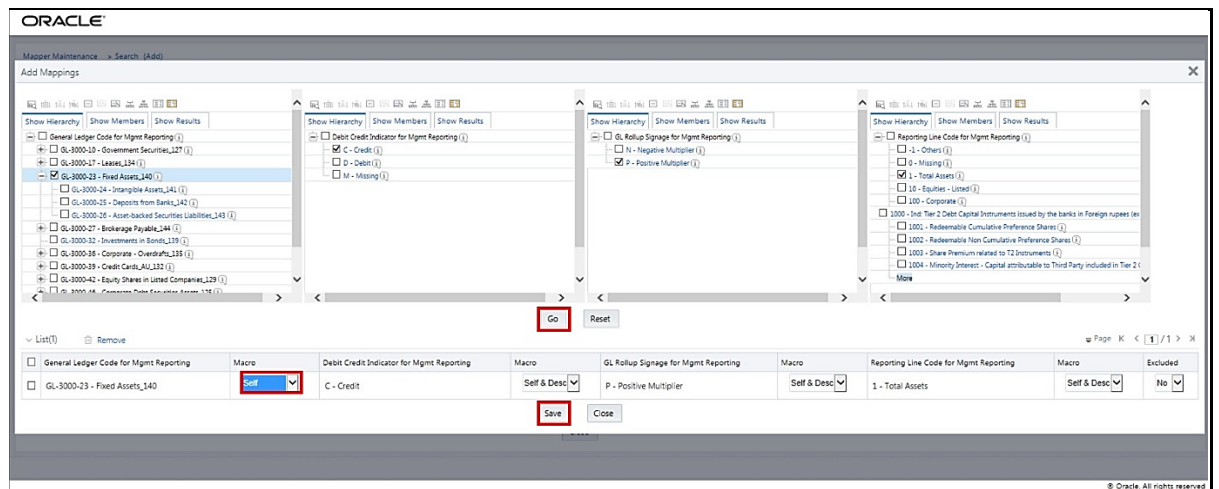 ORACLE
Mapper Maintenance > Search (Add)
Add Mappings
Show Hierarchy Show Members Show Results
General Ledger Code for Mgmt Reporting
GL-3000-10 - Government Securities_127
GL-3000-17 - Leases_134
GL-3000-23 - Fixed Assets_140
GL-3000-24 - Intangible Assets_141
GL-3000-25 - Deposits from Banks_142
GL-3000-26 - Asset-backed Securities Liabilities_143
GL-3000-27 - Brokerage Payable_144
GL-3000-32 - Investments in Bonds_139
GL-3000-36 - Corporate - Overdrafts_135
GL-3000-39 - Credit Cards_AU_132
GL-3000-42 - Equity Shares in Listed Companies_129
GL-3000-46 - Corporate Debt Securities Assets_125
Show Hierarchy Show Members Show Results
Debit Credit Indicator for Mgmt Reporting
C - Credit
D - Debit
M - Missing
Show Hierarchy Show Members Show Results
GL Rollup Signage for Mgmt Reporting
N - Negative Multiplier
P - Positive Multiplier
Show Hierarchy Show Members Show Results
Reporting Line Code for Mgmt Reporting
-1 - Others
0 - Missing
1 - Total Assets
10 - Equities - Listed
100 - Corporate
1000 - Ind: Tier 2 Debt Capital Instruments issued by the banks in Foreign rupees (ex
1001 - Redeemable Cumulative Preference Shares
1002 - Redeemable Non Cumulative Preference Shares
1003 - Share Premium related to T2 Instruments
1004 - Minority Interest - Capital attributable to Third Party included in Tier 2
More
Go Reset
List(1) Remove Page 1 / 1
General Ledger Code for Mgmt Reporting Macro Debit Credit Indicator for Mgmt Reporting Macro GL Rollup Signage for Mgmt Reporting Macro Reporting Line Code for Mgmt Reporting Macro Excluded
GL-3000-23 - Fixed Assets_140 Self C - Credit Self & Desc P - Positive Multiplier Self & Desc 1 - Total Assets Self & Desc No
Save Close
© Oracle. All rights reserved